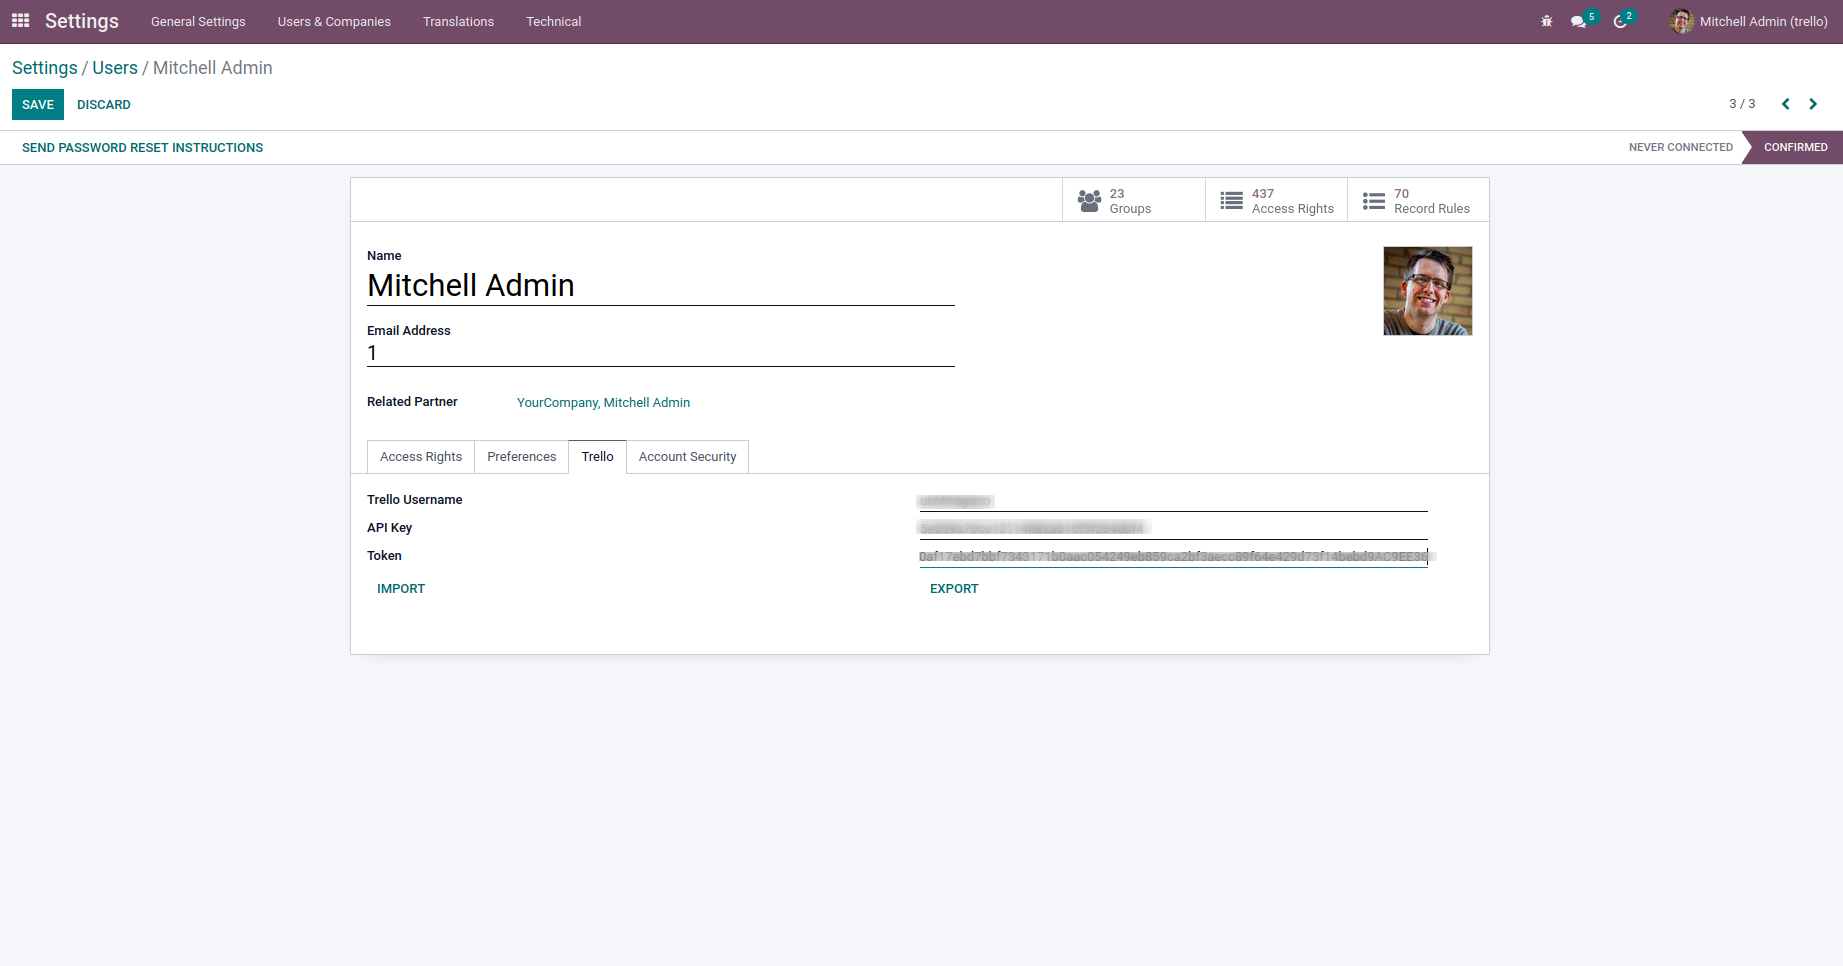 Settings General Settings Users & Companies Translations Technical 5 2 Mitchell Admin (trello)
Settings / Users / Mitchell Admin
SAVE DISCARD 3 / 3
SEND PASSWORD RESET INSTRUCTIONS NEVER CONNECTED CONFIRMED
23 Groups 437 Access Rights 70 Record Rules
Name
Mitchell Admin
Email Address
1
Related Partner YourCompany, Mitchell Admin
Access Rights Preferences Trello Account Security
Trello Username
API Key
Token
IMPORT EXPORT